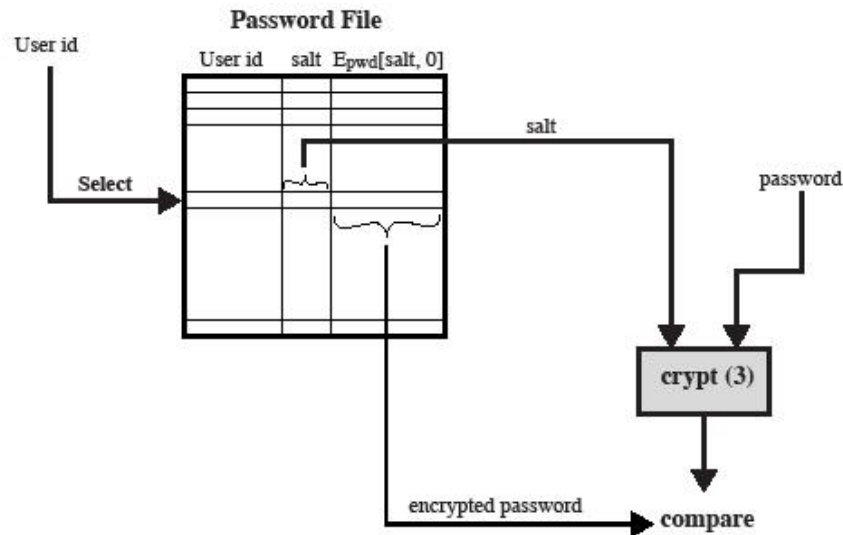 Password File
User id
User id salt Epwd[salt, 0]
salt
Select
password
crypt (3)
encrypted password
compare